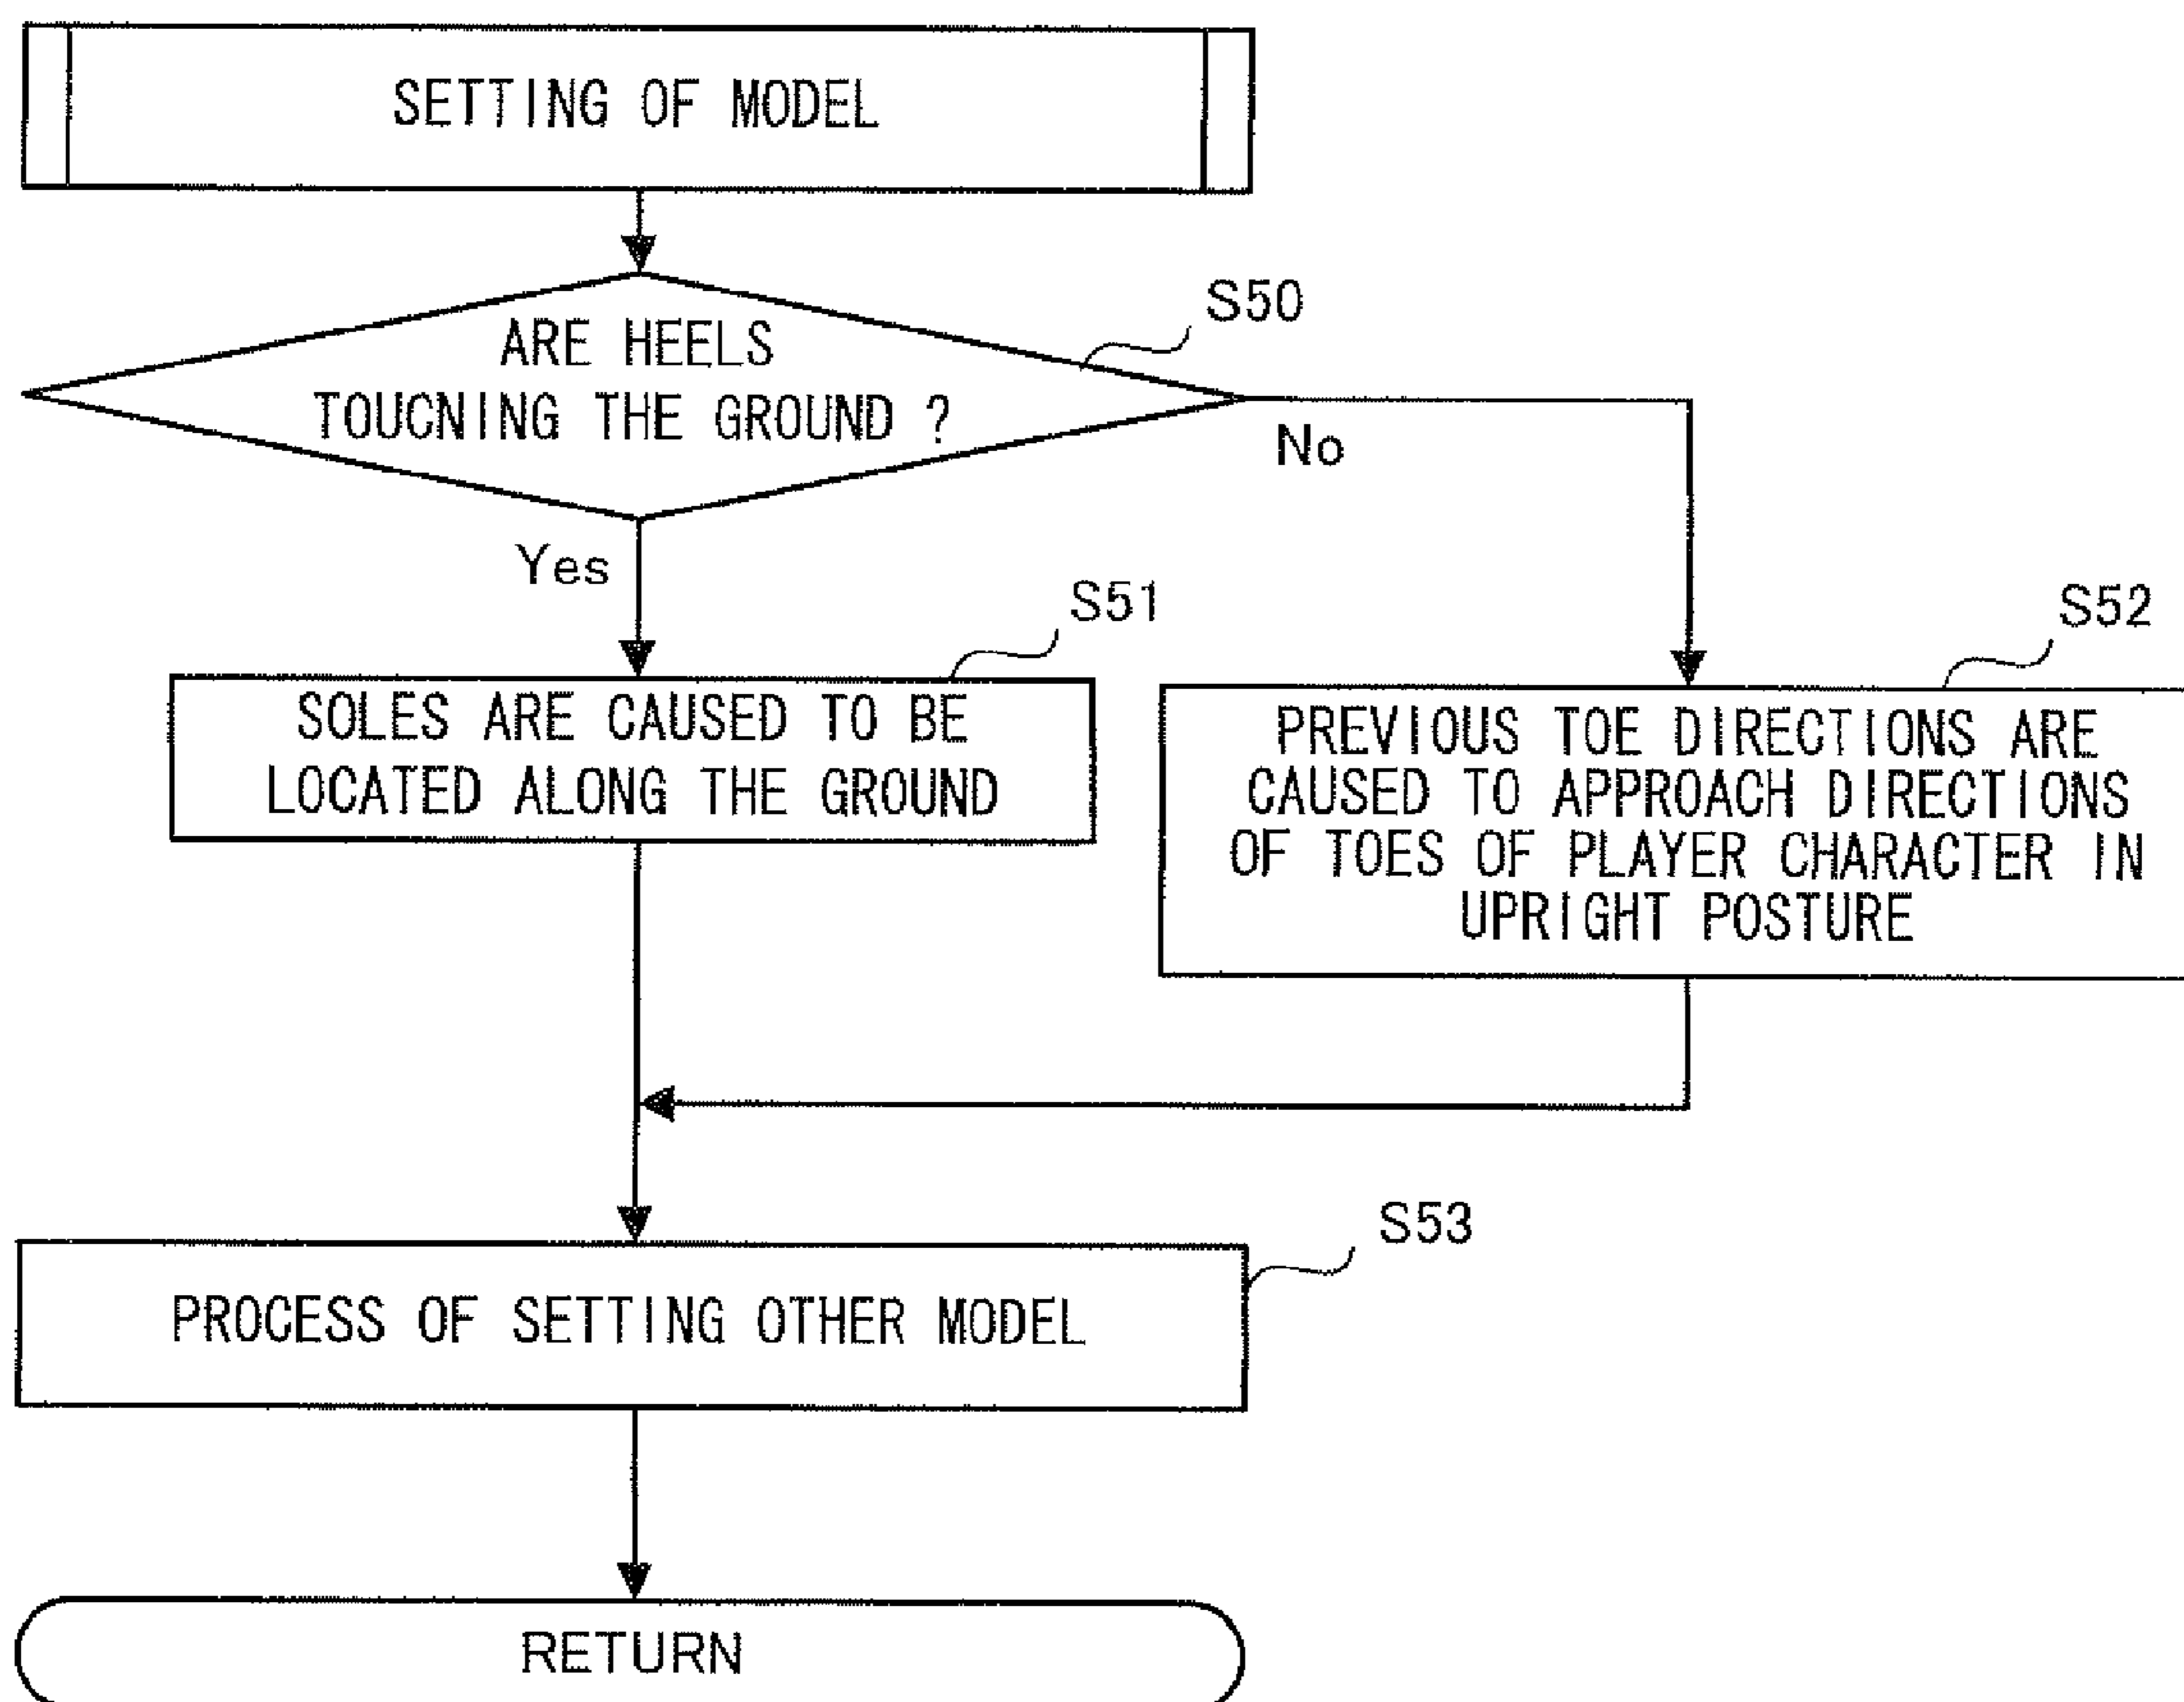 SETTING OF MODEL
S50
ARE HEELS
TOUCNING THE GROUND ?
No
Yes
S51
SOLES ARE CAUSED TO BE
LOCATED ALONG THE GROUND
S52
PREVIOUS TOE DIRECTIONS ARE
CAUSED TO APPROACH DIRECTIONS
OF TOES OF PLAYER CHARACTER IN
UPRIGHT POSTURE
S53
PROCESS OF SETTING OTHER MODEL
RETURN